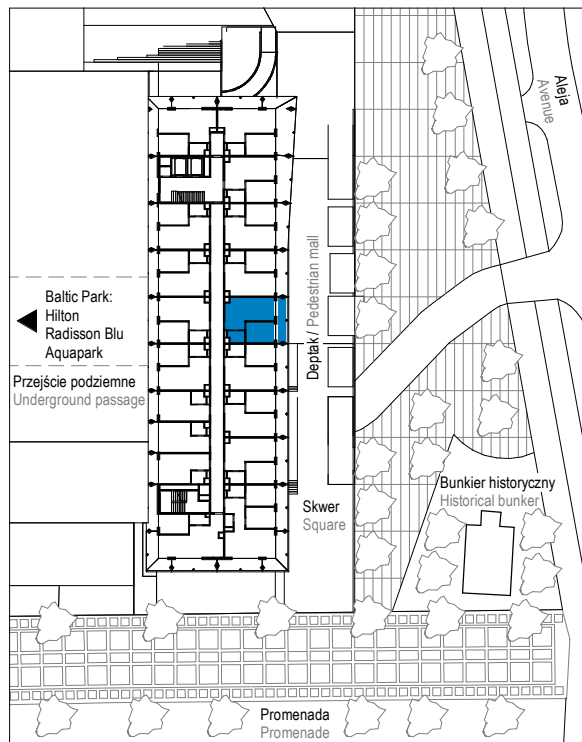 Aleja
Avenue
Baltic Park:
Hilton
Radisson Blu
Aquapark
Przejście podziemne
Underground passage
Deptak / Pedestrian mall
Skwer
Square
Bunkier historyczny
Historical bunker
Promenada
Promenade